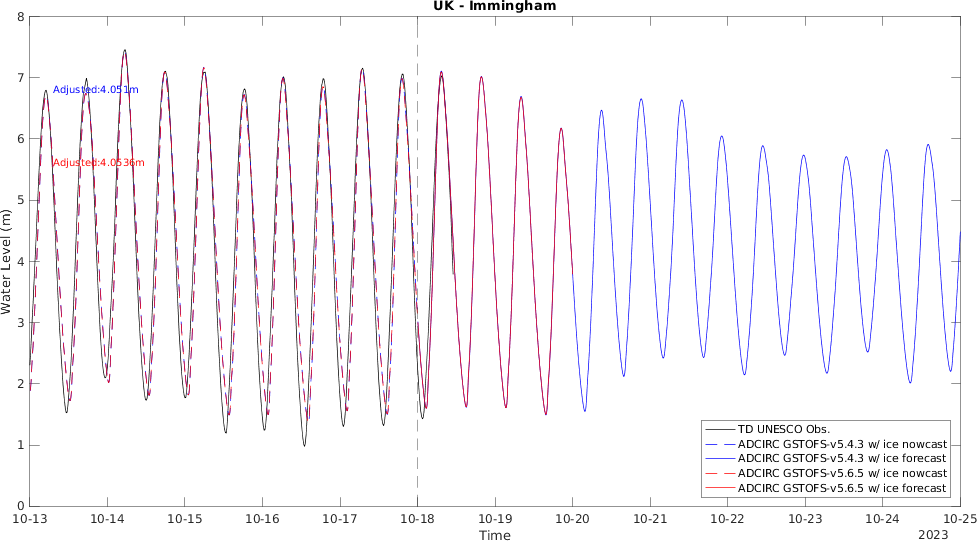 UK - Immingham
8
7
6
5
4
3
2
1
0
Water Level (m)
Adjusted:4.051m
Adjusted:4.0536m
TD UNESCO Obs.
ADCIRC GSTOFS-v5.4.3 w/ ice nowcast
ADCIRC GSTOFS-v5.4.3 w/ ice forecast
ADCIRC GSTOFS-v5.6.5 w/ ice nowcast
ADCIRC GSTOFS-v5.6.5 w/ ice forecast
10-13 10-14 10-15 10-16 10-17 10-18 10-19 10-20 10-21 10-22 10-23 10-24 10-25
Time
2023